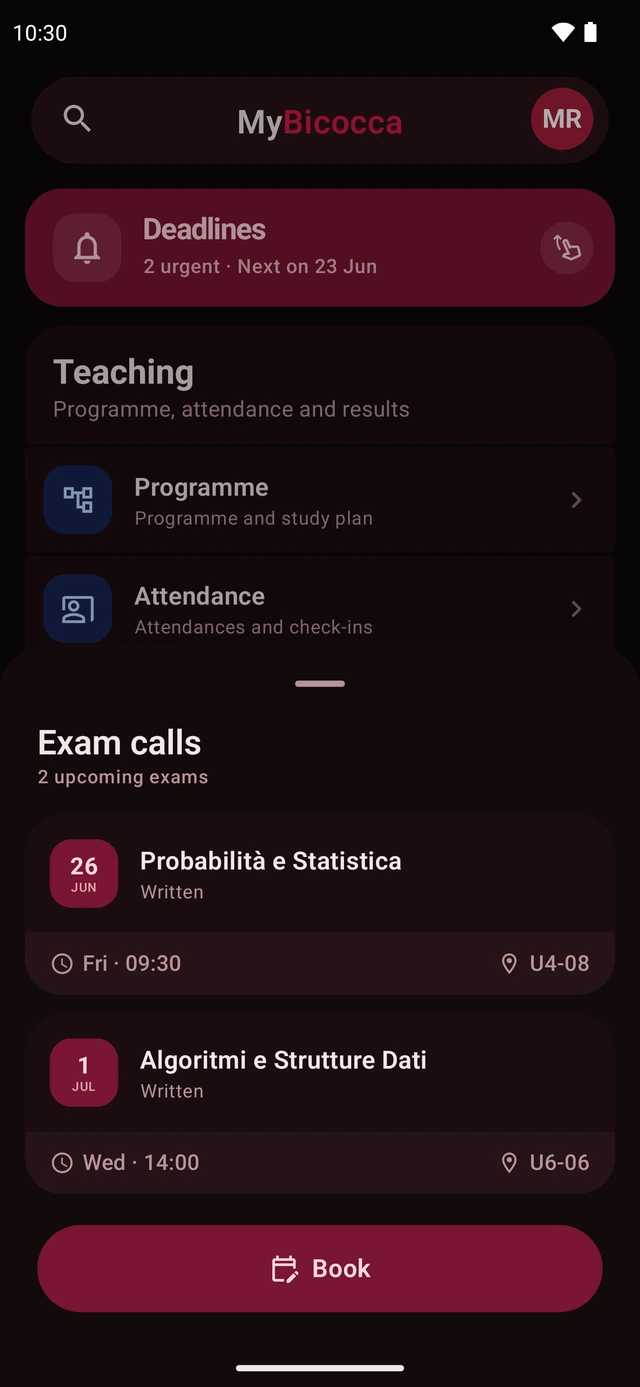 10:30
MyBicocca
MR
Deadlines
2 urgent · Next on 23 Jun
Teaching
Programme, attendance and results
Programme
Programme and study plan
Attendance
Attendances and check-ins
Exam calls
2 upcoming exams
26
JUN
Probabilità e Statistica
Written
Fri · 09:30
U4-08
1
JUL
Algoritmi e Strutture Dati
Written
Wed · 14:00
U6-06
Book